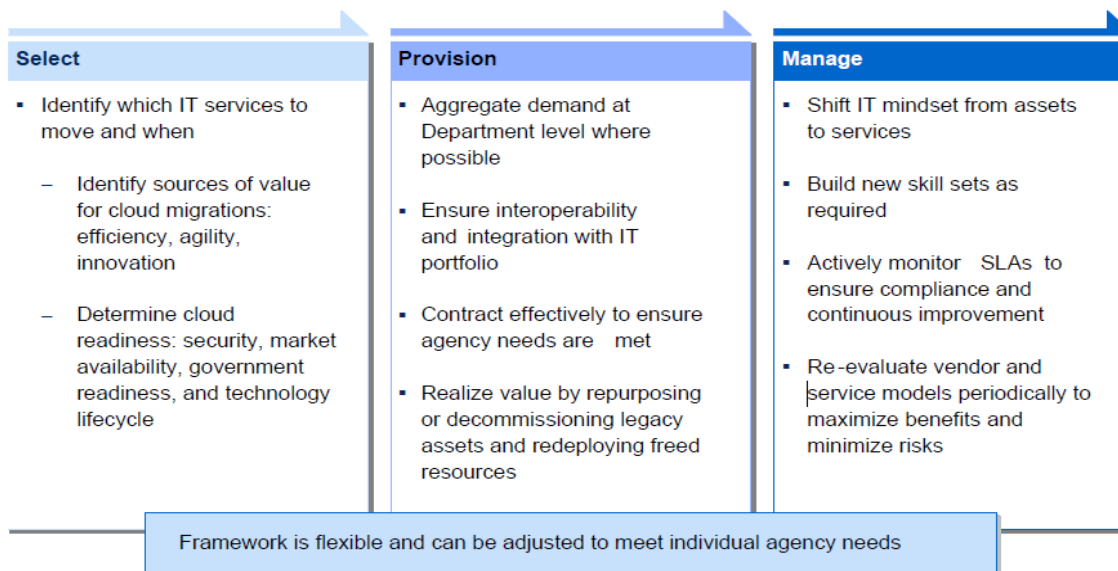 Select
▪ Identify which IT services to
move and when
– Identify sources of value
for cloud migrations:
efficiency, agility,
innovation
– Determine cloud
readiness: security, market
availability, government
readiness, and technology
lifecycle
Provision
▪ Aggregate demand at
Department level where
possible
▪ Ensure interoperability
and integration with IT
portfolio
▪ Contract effectively to ensure
agency needs are met
▪ Realize value by repurposing
or decommissioning legacy
assets and redeploying freed
resources
Manage
▪ Shift IT mindset from assets
to services
▪ Build new skill sets as
required
▪ Actively monitor SLAs to
ensure compliance and
continuous improvement
▪ Re-evaluate vendor and
service models periodically to
maximize benefits and
minimize risks
Framework is flexible and can be adjusted to meet individual agency needs